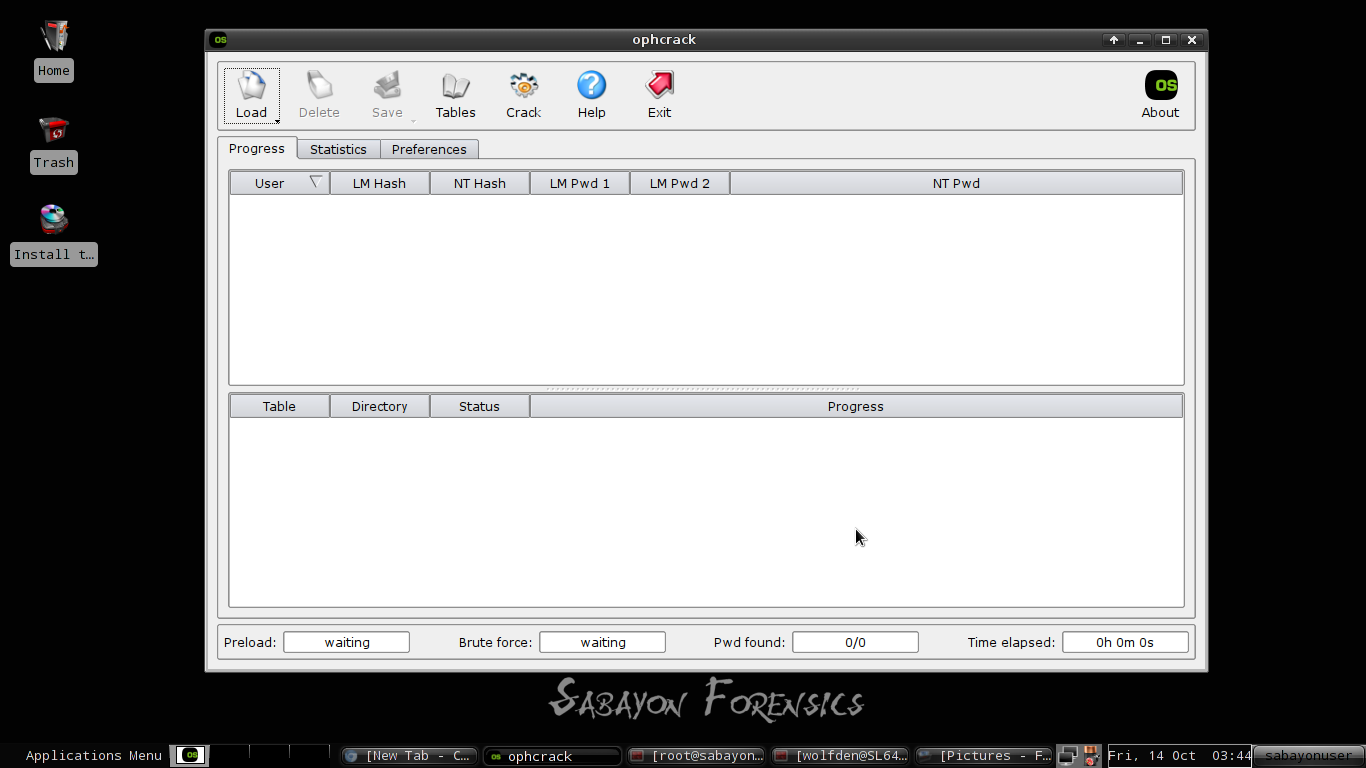 ophcrack
Home
Trash
Install t...
Load
Delete
Save
Tables
Crack
Help
Exit
OS
About
Progress
Statistics
Preferences
User
LM Hash
NT Hash
LM Pwd 1
LM Pwd 2
NT Pwd
Table
Directory
Status
Progress
Preload:
waiting
Brute force:
waiting
Pwd found:
0/0
Time elapsed:
0h 0m 0s
Sabayon Forensics
Applications Menu
OS
[New Tab - C...
OS
ophcrack
[root@sabayon...
[wolfden@SL64...
[Pictures - F...
Fri, 14 Oct 03:44
sabayonuser